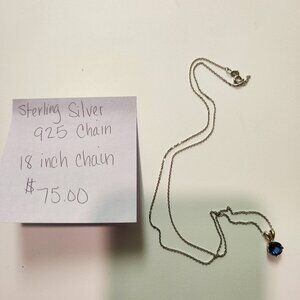 Sterling Silver
925 Chain
18 inch chain
$75.00